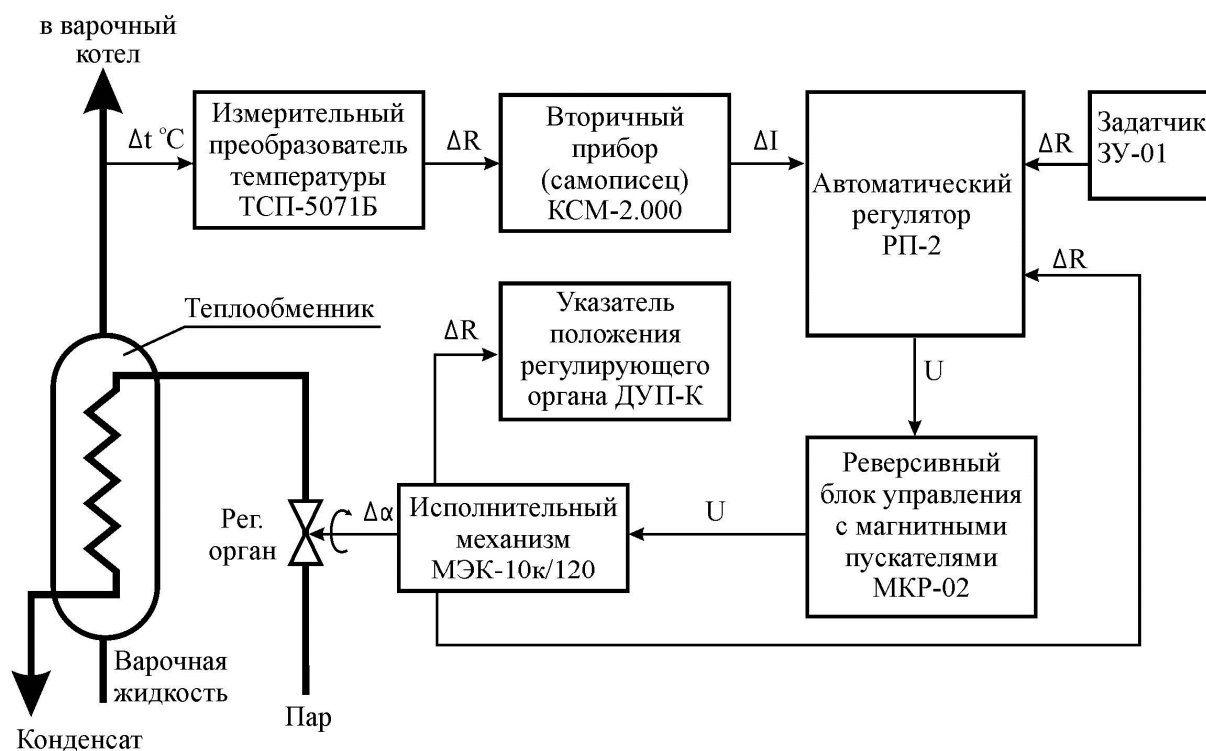 в варочный
котел
Δt °C
Измерительный
преобразователь
температуры
ТСП-5071Б
ΔR
Вторичный
прибор
(самописец)
КСМ-2.000
ΔI
Автоматический
регулятор
РП-2
ΔR
Задатчик
ЗУ-01
ΔR
Теплообменник
ΔR
Указатель
положения
регулирующего
органа ДУП-К
U
Рег.
орган
Δα
Исполнительный
механизм
МЭК-10к/120
U
Реверсивный
блок управления
с магнитными
пускателями
МКР-02
Варочная
жидкость
Пар
Конденсат